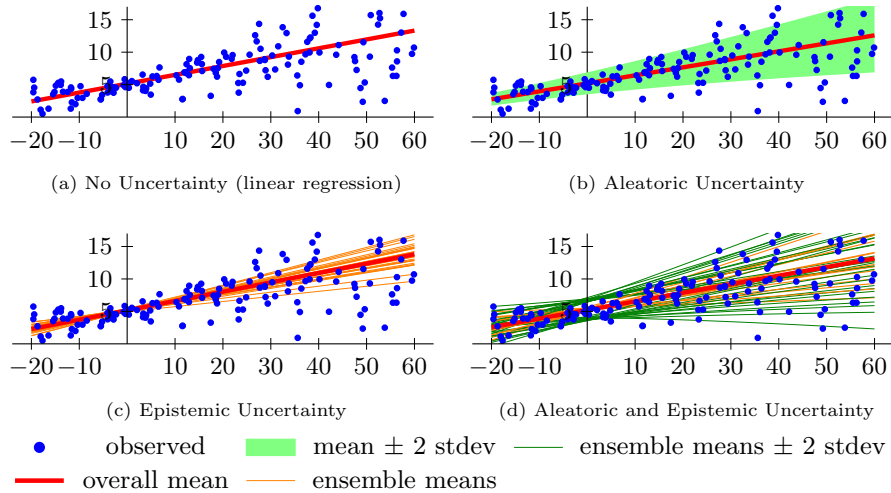 15
10
5
−20 −10 10 20 30 40 50 60
(a) No Uncertainty (linear regression)
15
10
5
−20 −10 10 20 30 40 50 60
(b) Aleatoric Uncertainty
15
10
5
−20 −10 10 20 30 40 50 60
(c) Epistemic Uncertainty
15
10
5
−20 −10 10 20 30 40 50 60
(d) Aleatoric and Epistemic Uncertainty
observed mean ± 2 stdev ensemble means ± 2 stdev
overall mean ensemble means